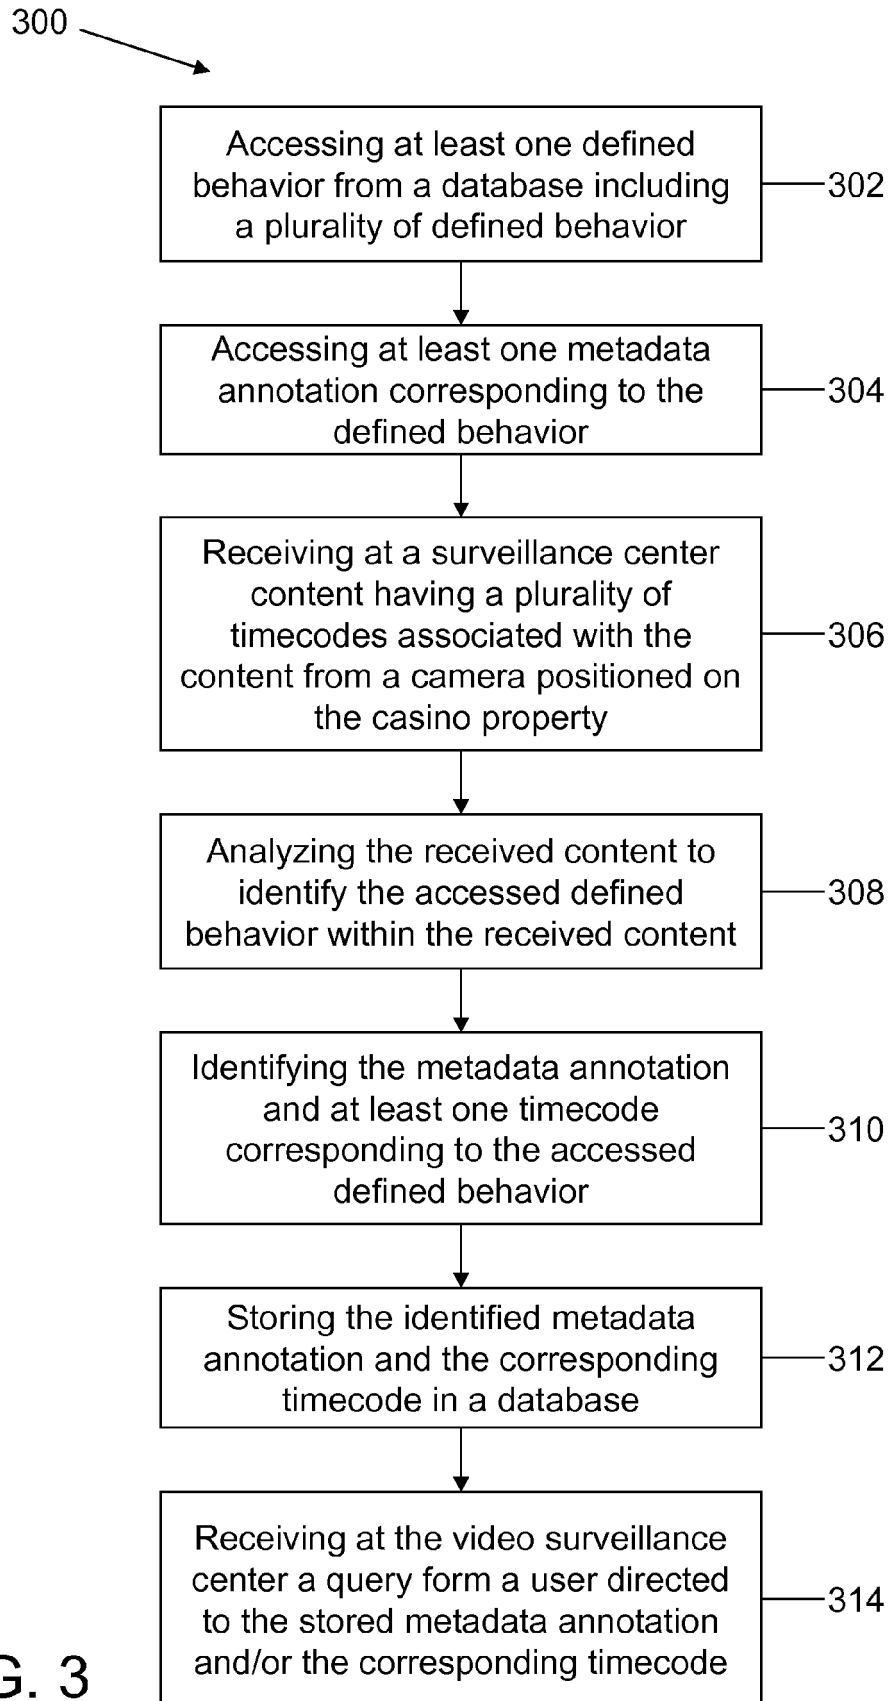 300
Accessing at least one defined
behavior from a database including
a plurality of defined behavior
302
Accessing at least one metadata
annotation corresponding to the
defined behavior
304
Receiving at a surveillance center
content having a plurality of
timecodes associated with the
content from a camera positioned on
the casino property
306
Analyzing the received content to
identify the accessed defined
behavior within the received content
308
Identifying the metadata annotation
and at least one timecode
corresponding to the accessed
defined behavior
310
Storing the identified metadata
annotation and the corresponding
timecode in a database
312
Receiving at the video surveillance
center a query form a user directed
to the stored metadata annotation
and/or the corresponding timecode
314
G. 3